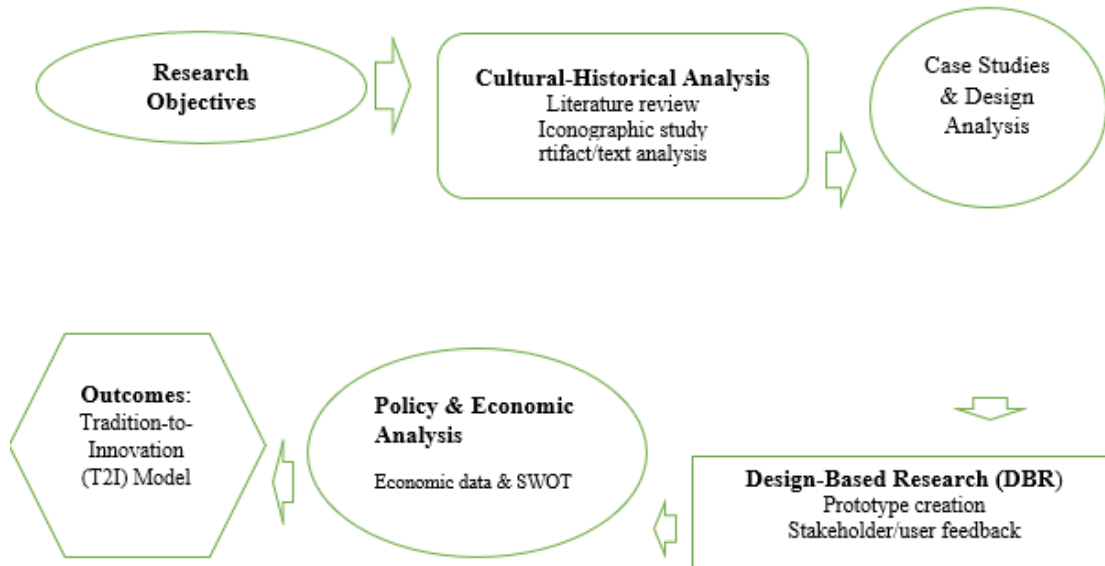 Research
Objectives
Cultural-Historical Analysis
Literature review
Iconographic study
rtifact/text analysis
Case Studies
& Design
Analysis
Design-Based Research (DBR)
Prototype creation
Stakeholder/user feedback
Policy & Economic
Analysis
Economic data & SWOT
Outcomes:
Tradition-to-
Innovation
(T2I) Model